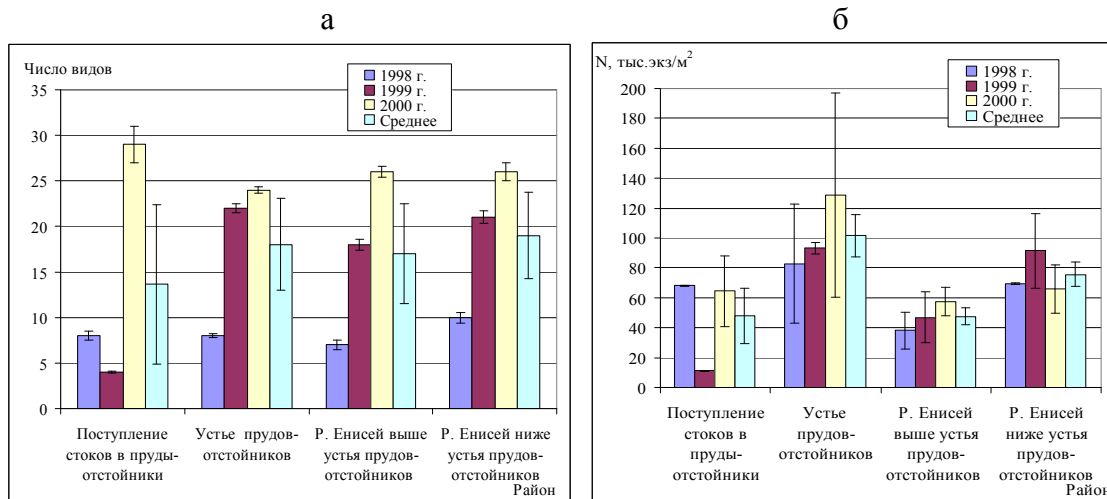 а
Число видов
1998 г.
1999 г.
2000 г.
Среднее
35
30
25
20
15
10
5
0
Поступление
стоков в пруды-
отстойники
Устье прудов-
отстойников
Р. Енисей выше
устья прудов-
отстойников
Р. Енисей ниже
устья прудов-
отстойников
Район
б
N, тыс.экз/м²
1998 г.
1999 г.
2000 г.
Среднее
200
180
160
140
120
100
80
60
40
20
0
Поступление
стоков в
пруды-
отстойники
Устье
прудов-
отстойников
Р. Енисей
выше устья
прудов-
отстойников
Р. Енисей
ниже устья
прудов-
отстойников
Район